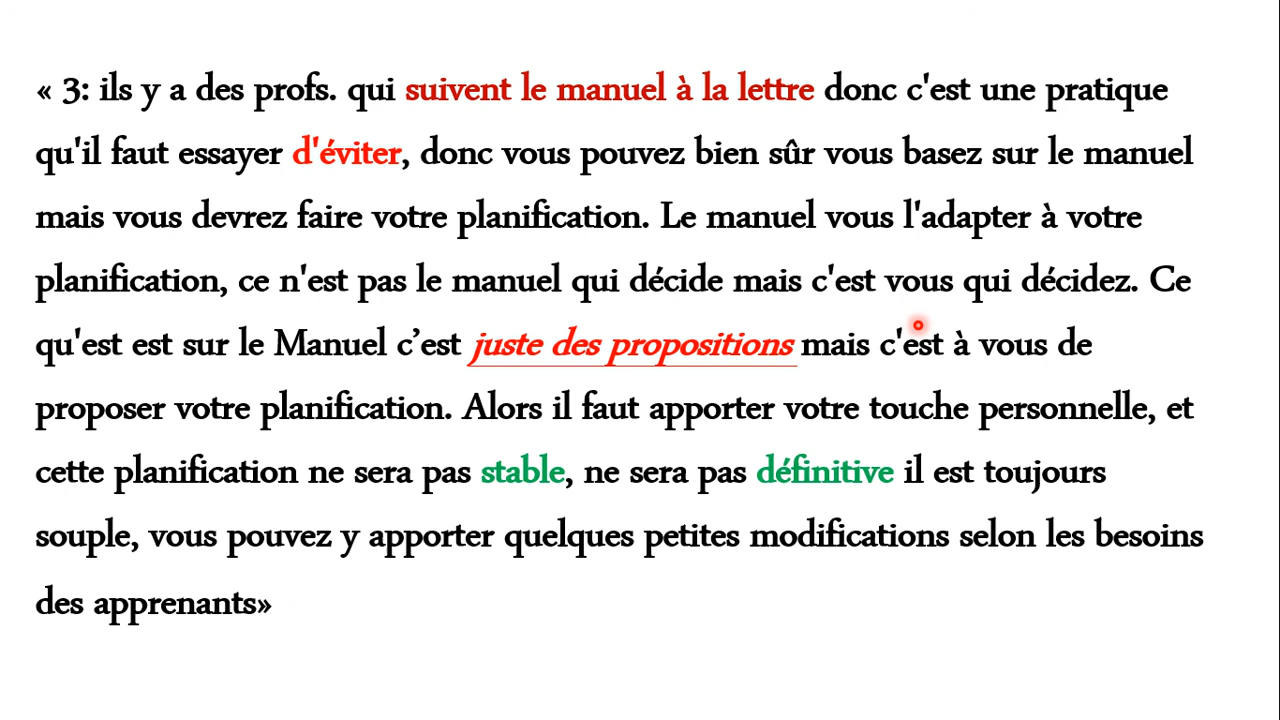 « 3: ils y a des profs. qui suivent le manuel à la lettre donc c'est une pratique
qu'il faut essayer d'éviter, donc vous pouvez bien sûr vous basez sur le manuel
mais vous devrez faire votre planification. Le manuel vous l'adapter à votre
planification, ce n'est pas le manuel qui décide mais c'est vous qui décidez. Ce
qu'est est sur le Manuel c’est juste des propositions mais c'est à vous de
proposer votre planification. Alors il faut apporter votre touche personnelle, et
cette planification ne sera pas stable, ne sera pas définitive il est toujours
souple, vous pouvez y apporter quelques petites modifications selon les besoins
des apprenants»